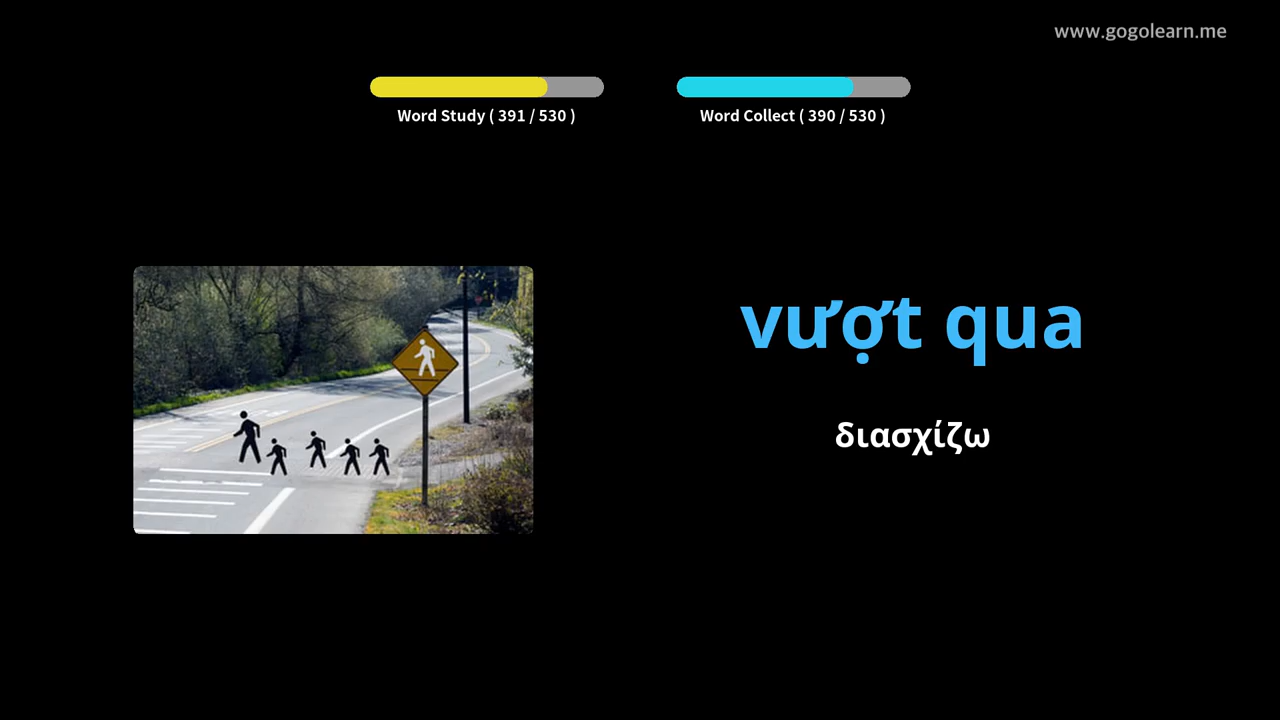 www.gogolearn.me
Word Study ( 391 / 530 )
Word Collect ( 390 / 530 )
vượt qua
διασχίζω